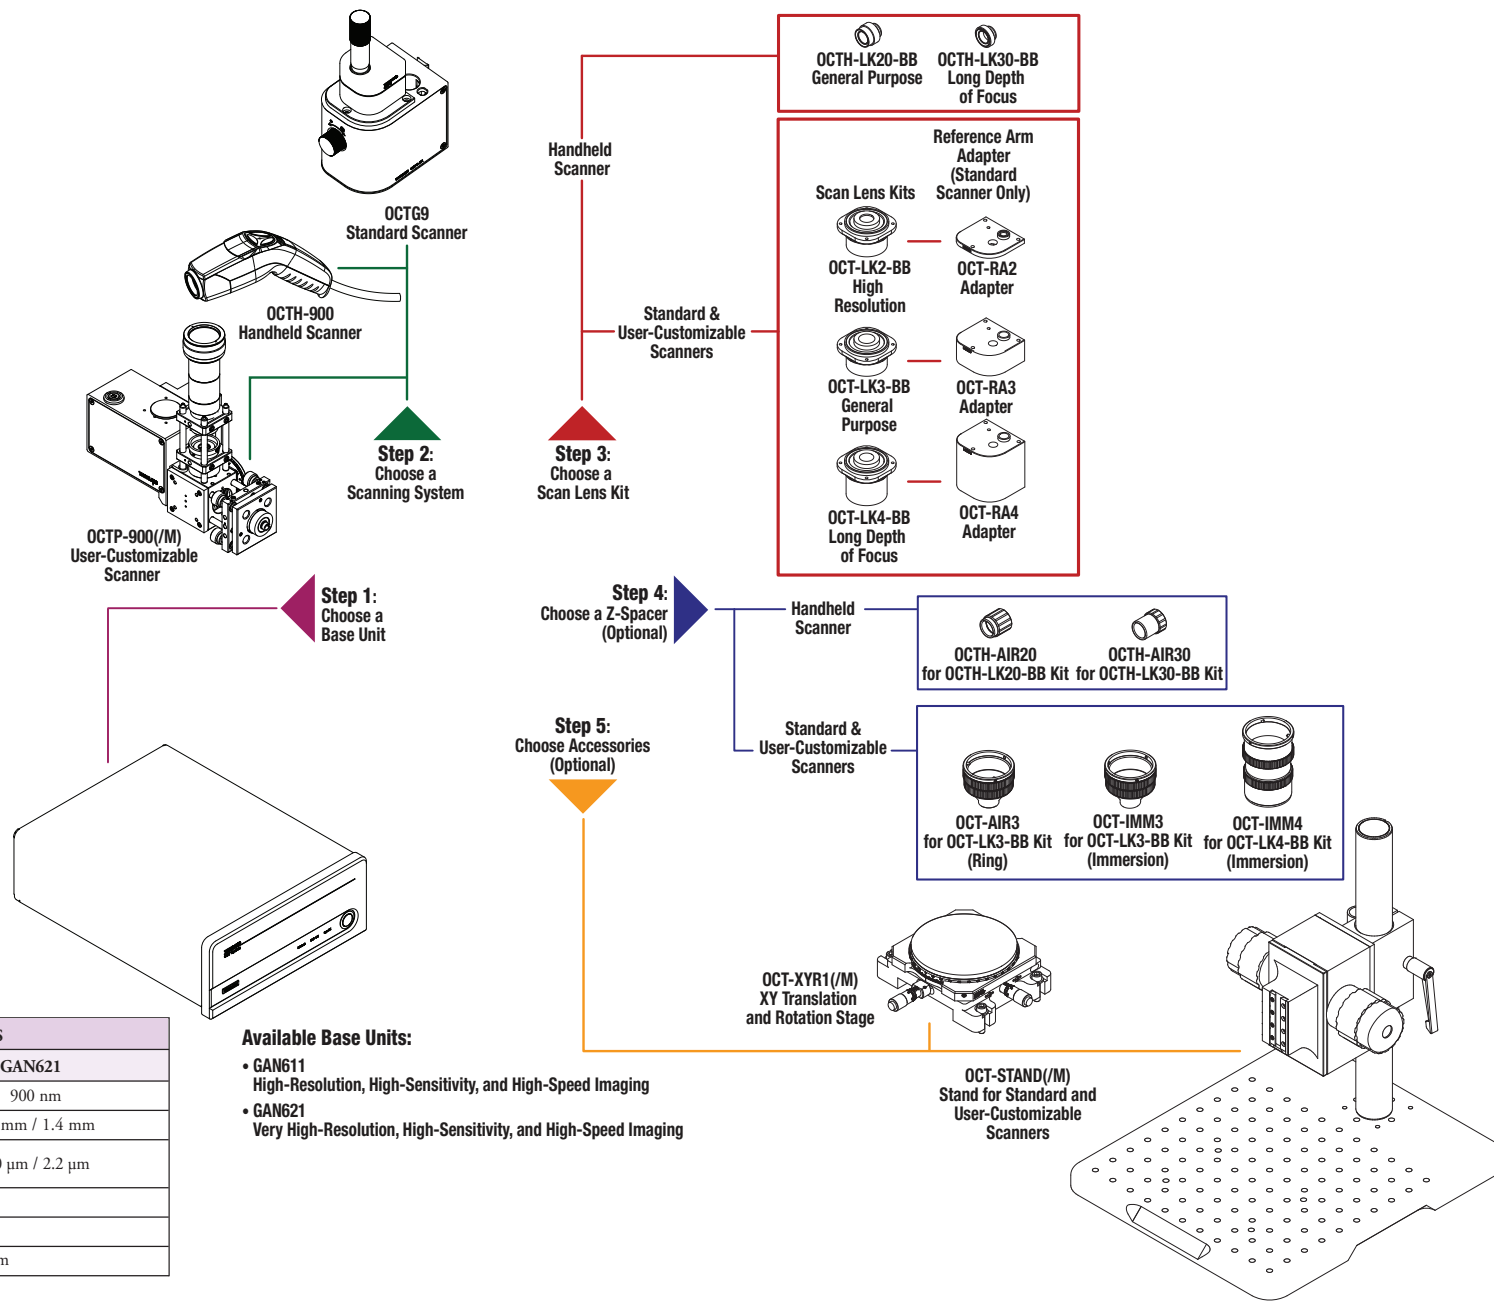 OCTG9
Standard Scanner
OCTH-900
Handheld Scanner
OCTP-900(/M)
User-Customizable
Scanner
Step 2:
Choose a
Scanning System
Step 1:
Choose a
Base Unit
Handheld
Scanner
Standard &
User-Customizable
Scanners
Step 3:
Choose a
Scan Lens Kit
OCTH-LK20-BB
General Purpose
OCTH-LK30-BB
Long Depth
of Focus
Scan Lens Kits
Reference Arm
Adapter
(Standard
Scanner Only)
OCT-LK2-BB
High
Resolution
OCT-RA2
Adapter
OCT-LK3-BB
General
Purpose
OCT-RA3
Adapter
OCT-LK4-BB
Long Depth
of Focus
OCT-RA4
Adapter
Step 4:
Choose a Z-Spacer
(Optional)
Handheld
Scanner
OCTH-AIR20
for OCTH-LK20-BB Kit
OCTH-AIR30
for OCTH-LK30-BB Kit
Standard &
User-Customizable
Scanners
OCT-AIR3
for OCT-LK3-BB Kit
(Ring)
OCT-IMM3
for OCT-LK3-BB Kit
(Immersion)
OCT-IMM4
for OCT-LK4-BB Kit
(Immersion)
Step 5:
Choose Accessories
(Optional)
OCT-XYR1(/M)
XY Translation
and Rotation Stage
OCT-STAND(/M)
Stand for Standard and
User-Customizable
Scanners
Available Base Units:
• GAN611
High-Resolution, High-Sensitivity, and High-Speed Imaging
• GAN621
Very High-Resolution, High-Sensitivity, and High-Speed Imaging
GAN621
900 nm
mm / 1.4 mm
µm / 2.2 µm